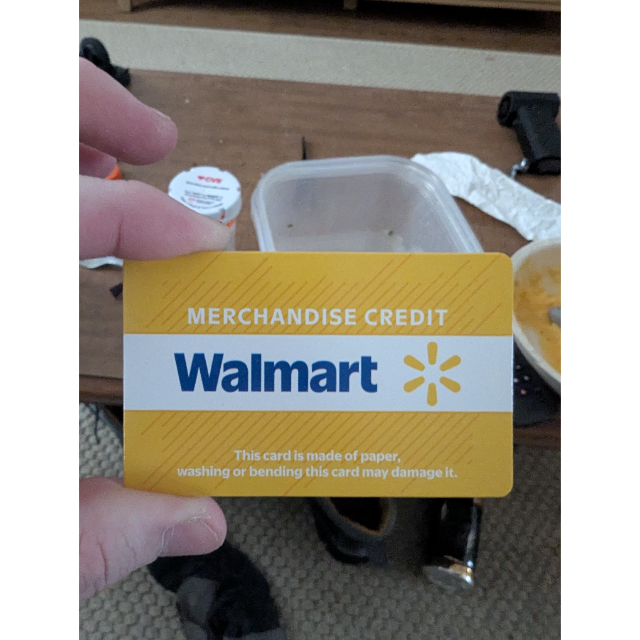 MERCHANDISE CREDIT
Walmart
This card is made of paper,
washing or bending this card may damage it.